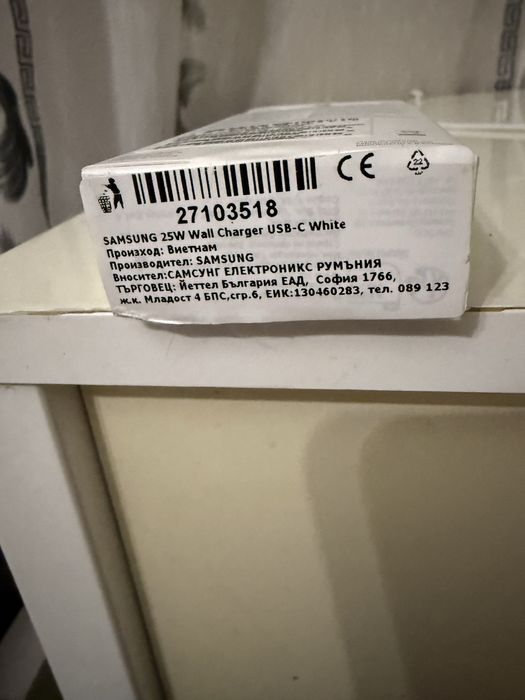 CE
22
27103518
SAMSUNG 25W Wall Charger USB-C White
Произход: Виетнам
Производител: SAMSUNG
Вносител:САМСУНГ ЕЛЕКТРОНИКС РУМЪНИЯ
ТЪРГОВЕЦ: Йеттел България ЕАД, София 1766,
ж.к. Младост 4 БПС,сгр.6, ЕИК:130460283, тел. 089 123